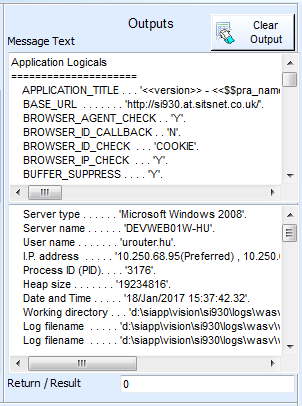 Outputs
Clear
Output
Message Text
Application Logicals
=====================
APPLICATION_TITLE . . . '<<version>> - <<$$pra_nam
BASE_URL . . . . . . . 'http://si930.at.sitsnet.co.uk/'.
BROWSER_AGENT_CHECK . . 'Y'.
BROWSER_ID_CALLBACK . . 'N'.
BROWSER_ID_CHECK . . . 'COOKIE'.
BROWSER_IP_CHECK . . . 'Y'.
BUFFER_SUPPRESS . . . . 'Y'.
Server type . . . . . . 'Microsoft Windows 2008'.
Server name . . . . . . 'DEVWEB01W-HU'.
User name . . . . . . . 'urouter.hu'.
I.P. address . . . . . '10.250.68.95(Preferred) , 10.250.
Process ID (PID). . . . '3176'.
Heap size . . . . . . . '19234816'.
Date and Time . . . . . '18/Jan/2017 15:37:42.32'.
Working directory . . . 'd:\siapp\vision\si930\logs\wasv\v
Log filename . . . . . 'd:\siapp\vision\si930\logs\wasv\v
Log filename . . . . . 'd:\siapp\vision\si930\logs\wasv\v
Return / Result
0